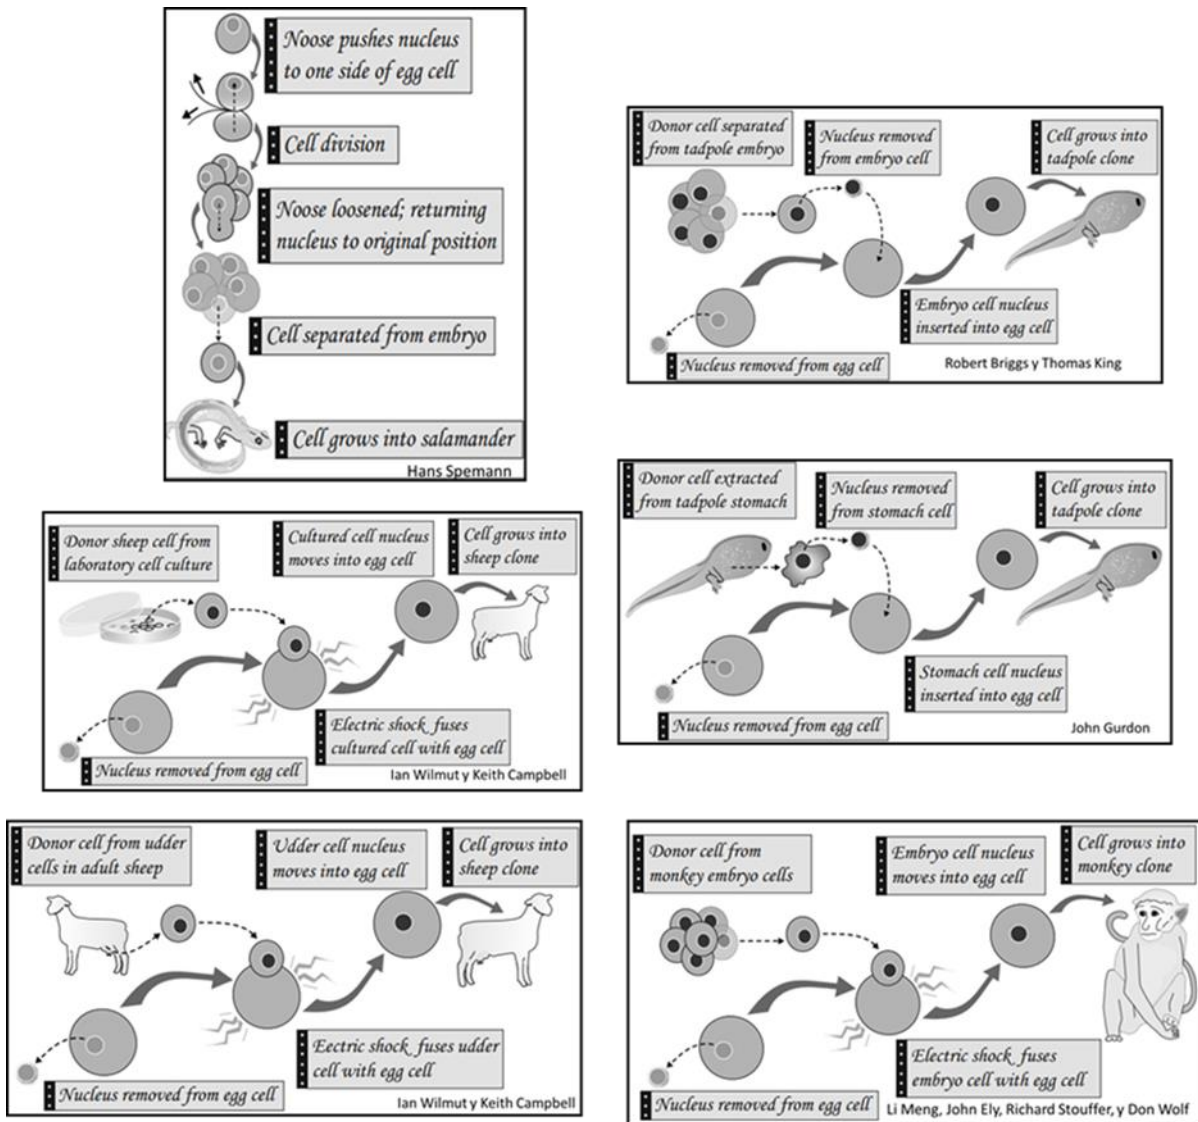 Noose pushes nucleus
to one side of egg cell
Cell division
Noose loosened; returning
nucleus to original position
Cell separated from embryo
Cell grows into salamander
Hans Spemann
Donor cell separated
from tadpole embryo
Nucleus removed
from embryo cell
Cell grows into
tadpole clone
Embryo cell nucleus
inserted into egg cell
Nucleus removed from egg cell
Robert Briggs y Thomas King
Donor sheep cell from
laboratory cell culture
Cultured cell nucleus
moves into egg cell
Cell grows into
sheep clone
Electric shock fuses
cultured cell with egg cell
Nucleus removed from egg cell
Ian Wilmut y Keith Campbell
Donor cell extracted
from tadpole stomach
Nucleus removed
from stomach cell
Cell grows into
tadpole clone
Stomach cell nucleus
inserted into egg cell
Nucleus removed from egg cell
John Gurdon
Donor cell from udder
cells in adult sheep
Udder cell nucleus
moves into egg cell
Cell grows into
sheep clone
Eectric shock fuses udder
cell with egg cell
Nucleus removed from egg cell
Ian Wilmut y Keith Campbell
Donor cell from
monkey embryo cells
Embryo cell nucleus
moves into egg cell
Cell grows into
monkey clone
Electric shock fuses
embryo cell with egg cell
Nucleus removed from egg cell
Li Meng, John Ely, Richard Stouffer, y Don Wolf